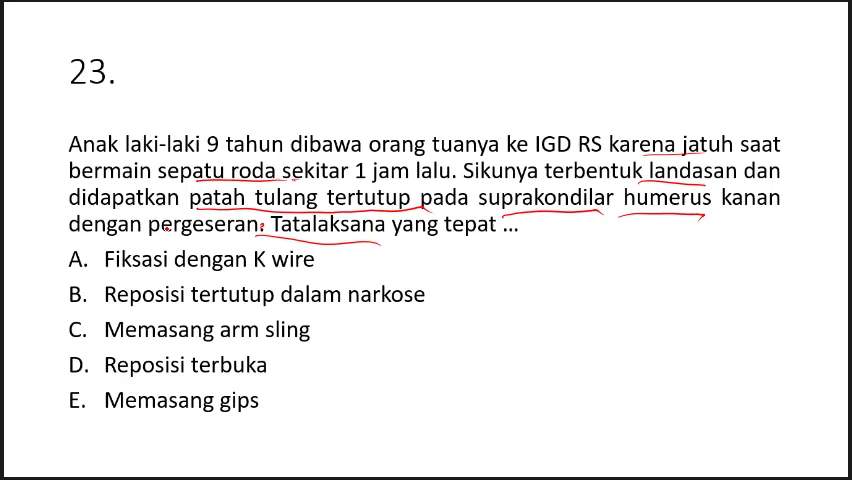 23.
Anak laki-laki 9 tahun dibawa orang tuanya ke IGD RS karena jatuh saat
bermain sepatu roda sekitar 1 jam lalu. Sikunya terbentuk landasan dan
didapatkan patah tulang tertutup pada suprakondilar humerus kanan
dengan pergeseran. Tatalaksana yang tepat ...
A. Fiksasi dengan K wire
B. Reposisi tertutup dalam narkose
C. Memasang arm sling
D. Reposisi terbuka
E. Memasang gips